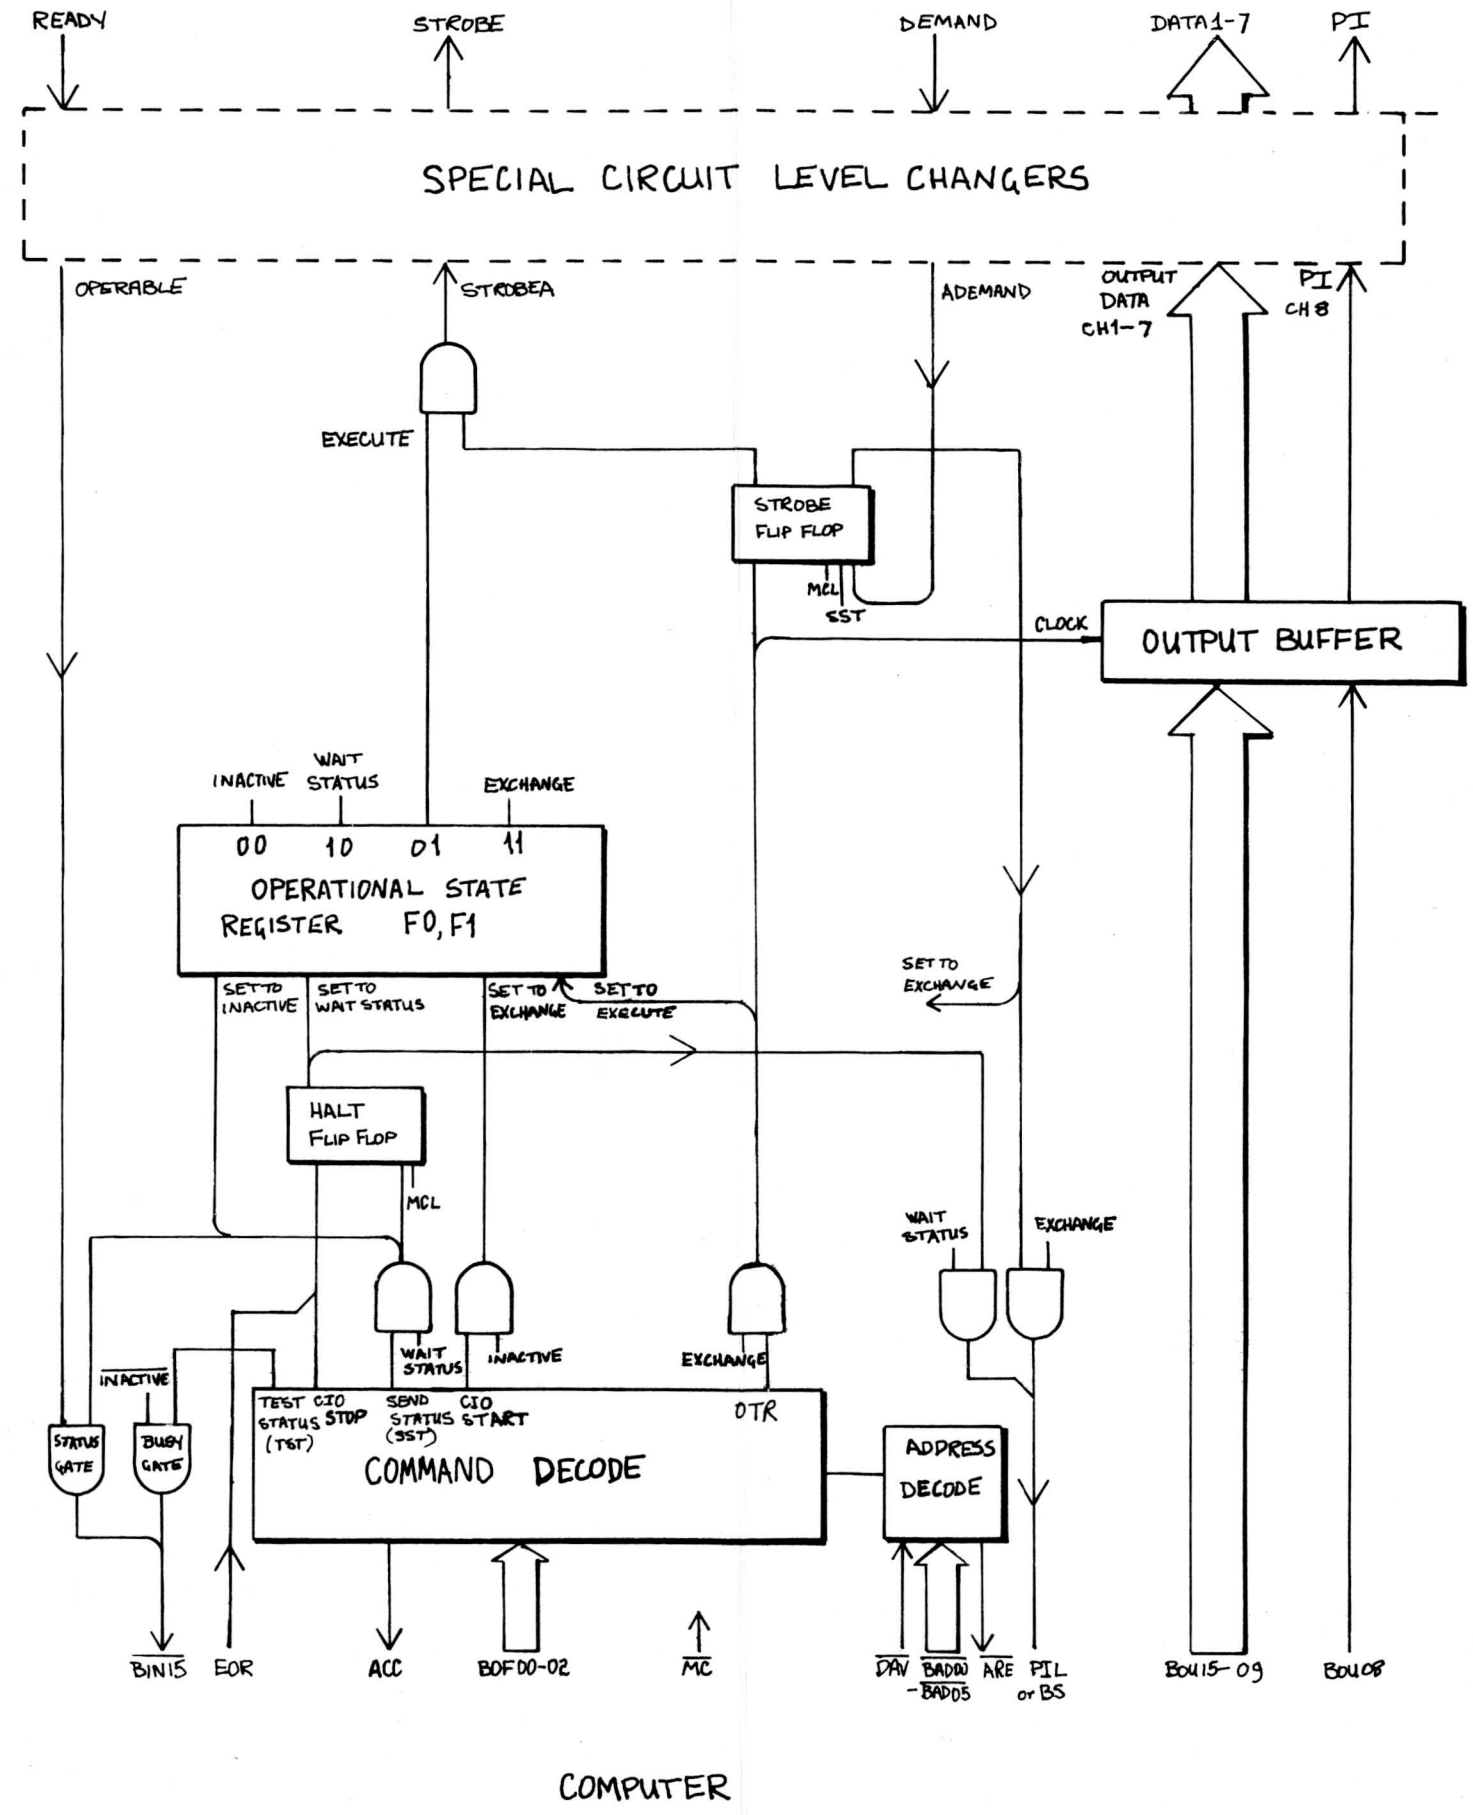 READY
STROBE
DEMAND
DATA 1-7
PI
SPECIAL CIRCUIT LEVEL CHANGERS
OPERABLE
STROBEA
ADEMAND
OUTPUT
DATA
CH1-7
PI
CH 8
EXECUTE
STROBE
FLIP FLOP
MCL
SST
CLOCK
OUTPUT BUFFER
INACTIVE
WAIT
STATUS
EXCHANGE
00 10 01 11
OPERATIONAL STATE
REGISTER F0, F1
SET TO
INACTIVE
SET TO
WAIT STATUS
SET TO
EXCHANGE
SET TO
EXECUTE
SET TO
EXCHANGE
HALT
FLIP FLOP
MCL
WAIT
STATUS
EXCHANGE
WAIT
STATUS
INACTIVE
EXCHANGE
INACTIVE
STATUS
GATE
BUSY
GATE
TEST
STATUS
(TST)
CIO
STOP
SEND
STATUS
(SST)
CIO
START
OTR
COMMAND DECODE
ADDRESS
DECODE
BIN15
EOR
ACC
BOF00-02
MC
DAV
BAD00
-BAD05
ARE
PIL
or BS
BOU15-09
BOU08
COMPUTER